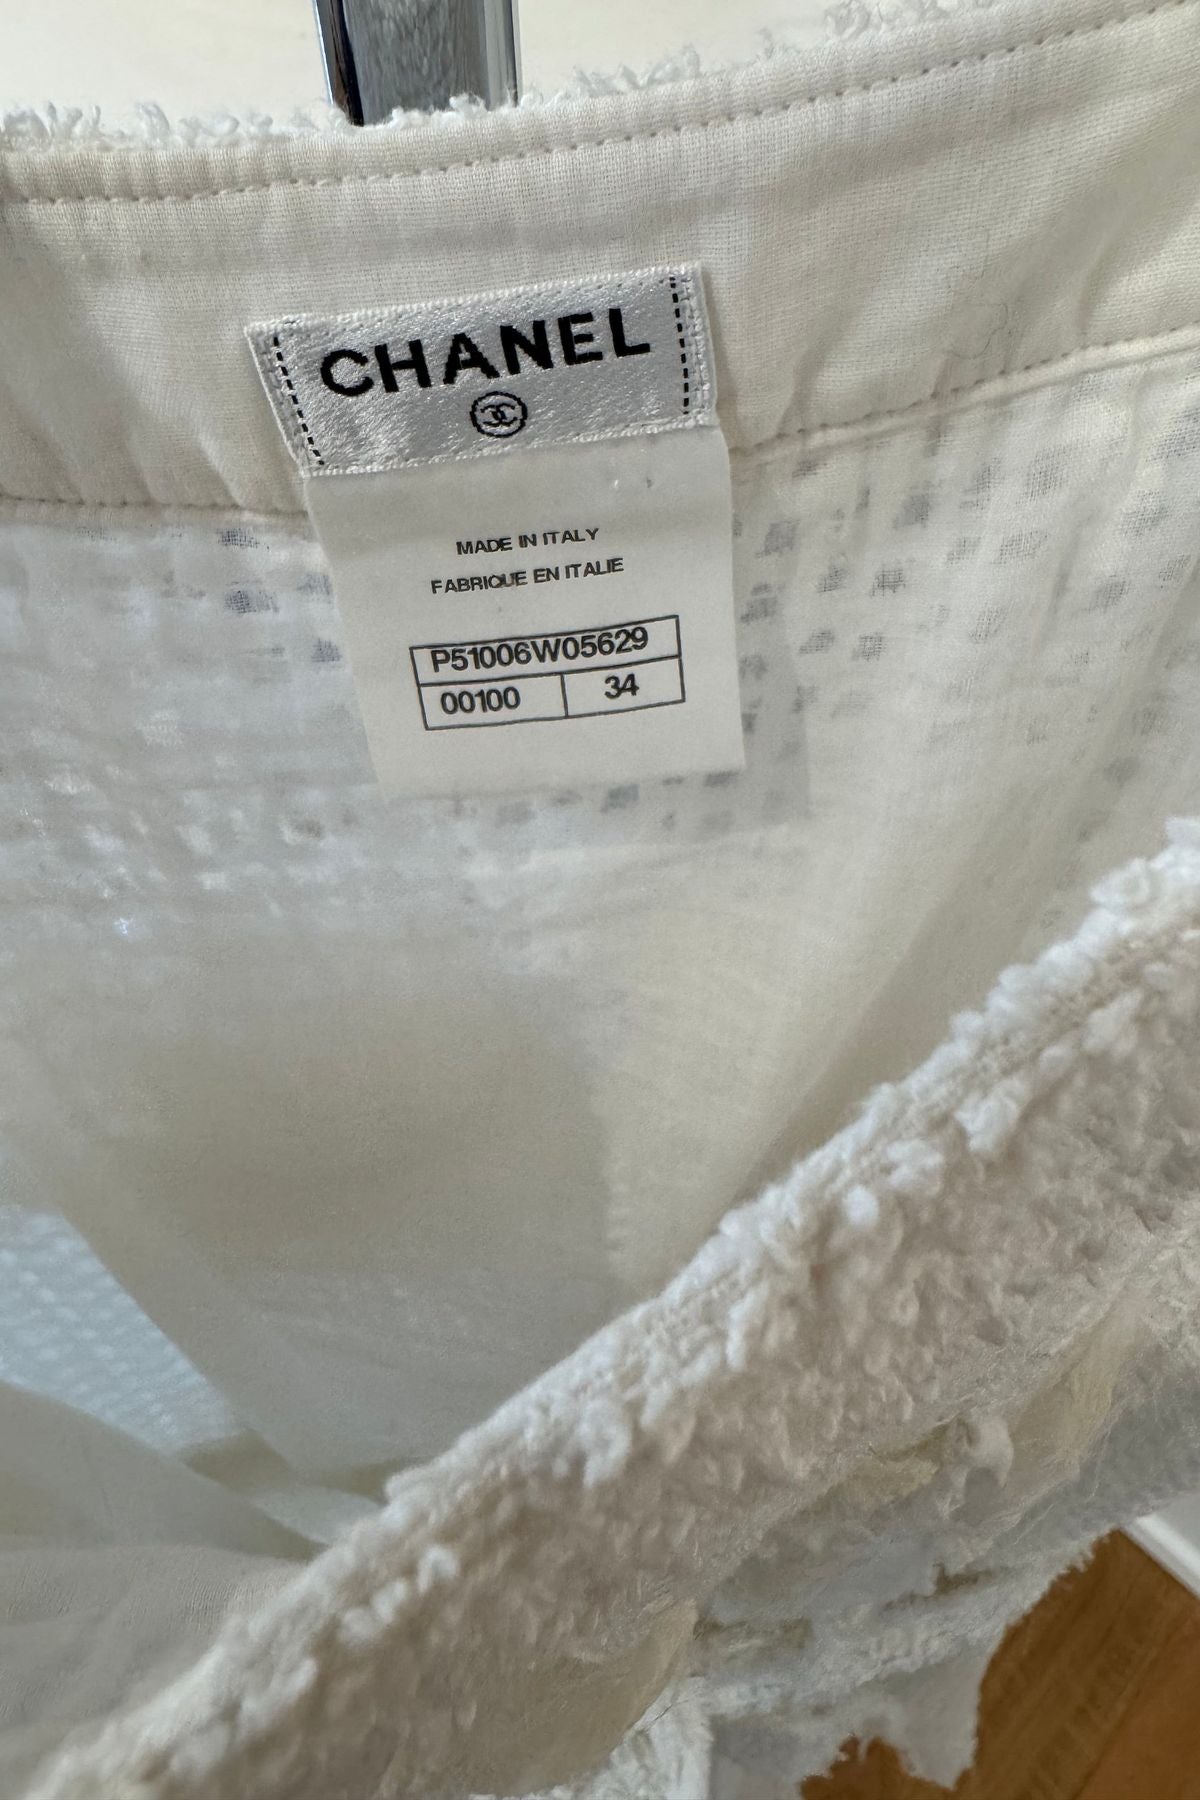 CHANEL
MADE IN ITALY
FABRIQUE EN ITALIE
P51006W05629
00100 34